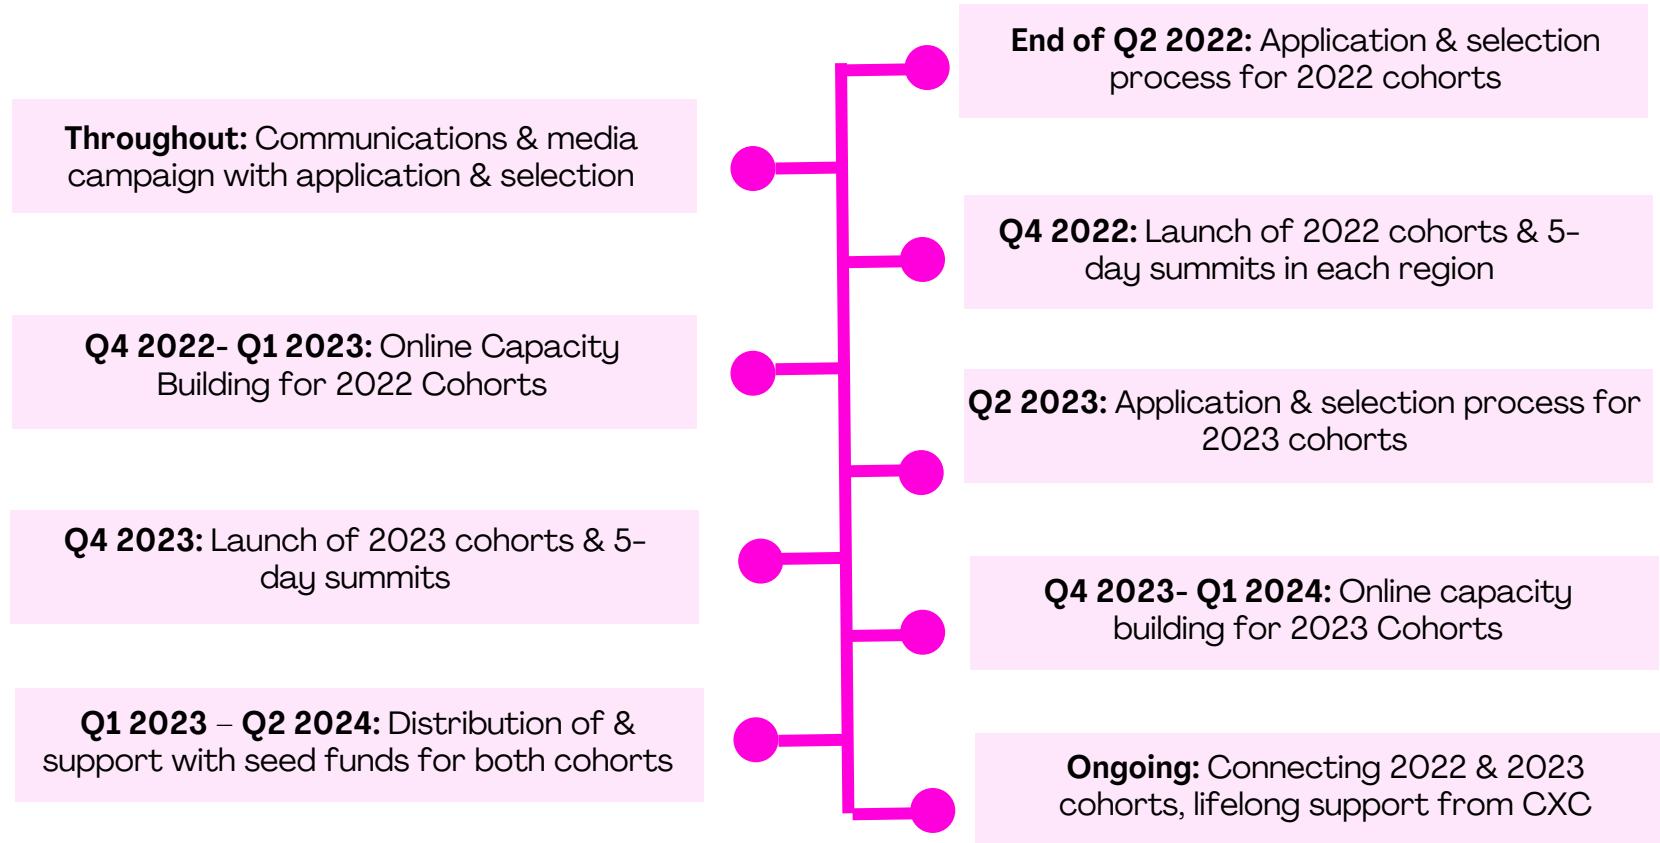 End of Q2 2022: Application & selection
process for 2022 cohorts
Throughout: Communications & media
campaign with application & selection
Q4 2022: Launch of 2022 cohorts & 5-
day summits in each region
Q4 2022- Q1 2023: Online Capacity
Building for 2022 Cohorts
Q2 2023: Application & selection process for
2023 cohorts
Q4 2023: Launch of 2023 cohorts & 5-
day summits
Q4 2023- Q1 2024: Online capacity
building for 2023 Cohorts
Q1 2023 – Q2 2024: Distribution of &
support with seed funds for both cohorts
Ongoing: Connecting 2022 & 2023
cohorts, lifelong support from CXC